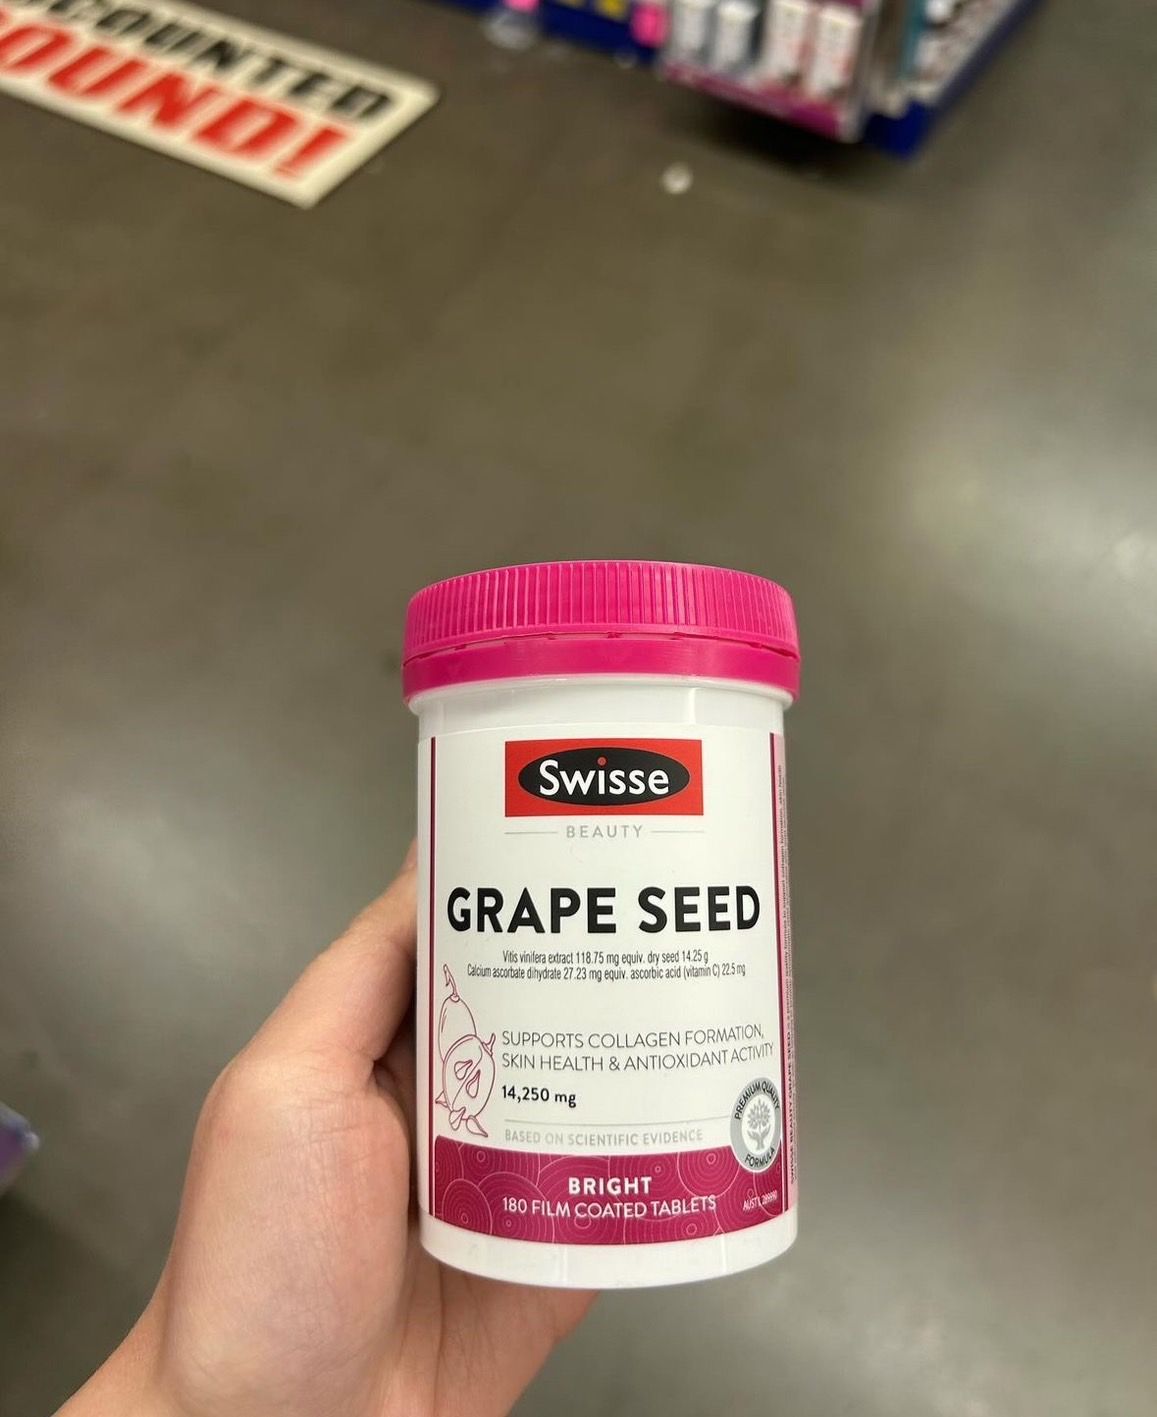 COUNTED
OUND!
Swisse
BEAUTY
GRAPE SEED
Vitis vinifera extract 118.75 mg equiv. dry seed 14.25 g
Calcium ascorbate dihydrate 27.23 mg equiv. ascorbic acid (vitamin C) 22.5 mg
SUPPORTS COLLAGEN FORMATION,
SKIN HEALTH & ANTIOXIDANT ACTIVITY
14,250 mg
PREMIUM QUALITY
FORMULA
BASED ON SCIENTIFIC EVIDENCE
BRIGHT
180 FILM COATED TABLETS